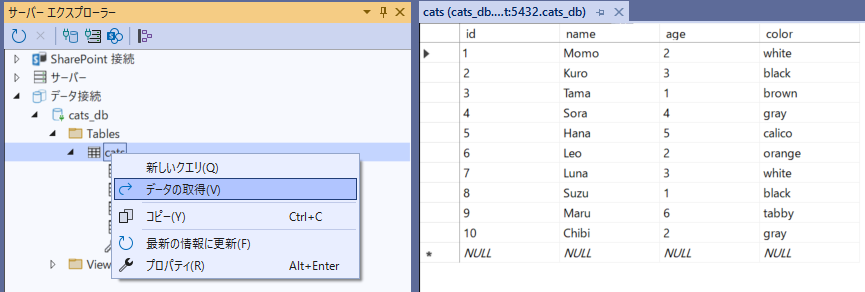 サーバー エクスプローラー
SharePoint 接続
サーバー
データ接続
cats_db
Tables
cats
新しいクエリ(Q)
データの取得(V)
コピー(Y) Ctrl+C
最新の情報に更新(F)
プロパティ(R) Alt+Enter
View
cats (cats_db....t:5432.cats_db)
id name age color
1 Momo 2 white
2 Kuro 3 black
3 Tama 1 brown
4 Sora 4 gray
5 Hana 5 calico
6 Leo 2 orange
7 Luna 3 white
8 Suzu 1 black
9 Maru 6 tabby
10 Chibi 2 gray
NULL NULL NULL NULL